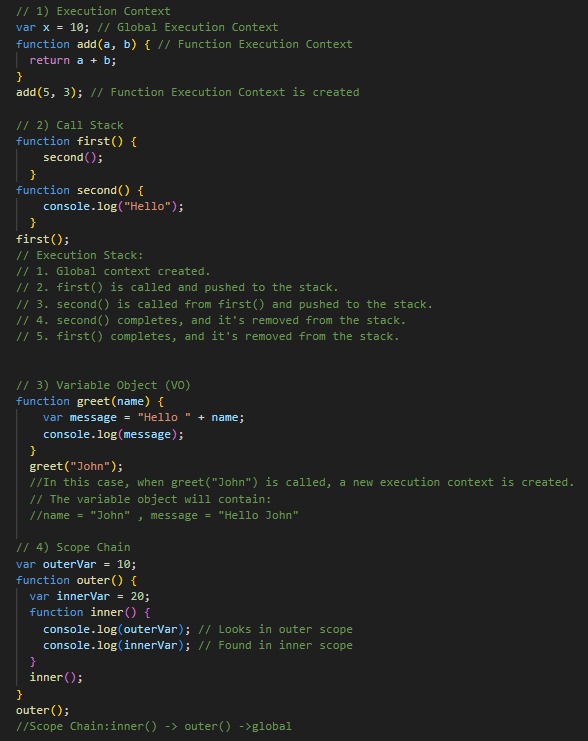 // 1) Execution Context
var x = 10; // Global Execution Context
function add(a, b) { // Function Execution Context
  return a + b;
}
add(5, 3); // Function Execution Context is created

// 2) Call Stack
function first() {
    second();
  }
function second() {
    console.log("Hello");
  }
first();
// Execution Stack:
// 1. Global context created.
// 2. first() is called and pushed to the stack.
// 3. second() is called from first() and pushed to the stack.
// 4. second() completes, and it's removed from the stack.
// 5. first() completes, and it's removed from the stack.

// 3) Variable Object (VO)
function greet(name) {
    var message = "Hello " + name;
    console.log(message);
  }
  greet("John");
  //In this case, when greet("John") is called, a new execution context is created.
  // The variable object will contain:
  //name = "John" , message = "Hello John"

// 4) Scope Chain
var outerVar = 10;
function outer() {
  var innerVar = 20;
  function inner() {
    console.log(outerVar); // Looks in outer scope
    console.log(innerVar); // Found in inner scope
  }
  inner();
}
outer();
//Scope Chain:inner() -> outer() ->global